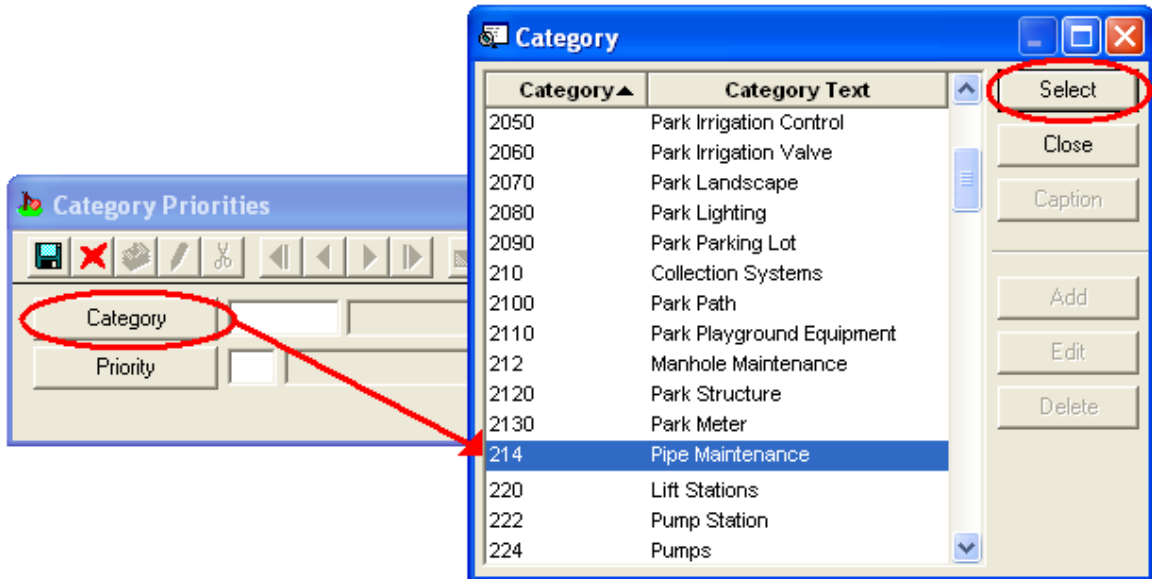 Category
Category Category Text
Select
2050 Park Irrigation Control
Close
2060 Park Irrigation Valve
2070 Park Landscape
Caption
2080 Park Lighting
2090 Park Parking Lot
210 Collection Systems
2100 Park Path
Add
2110 Park Playground Equipment
212 Manhole Maintenance
Edit
2120 Park Structure
2130 Park Meter
Delete
214 Pipe Maintenance
220 Lift Stations
222 Pump Station
224 Pumps
Category Priorities
Category
Priority